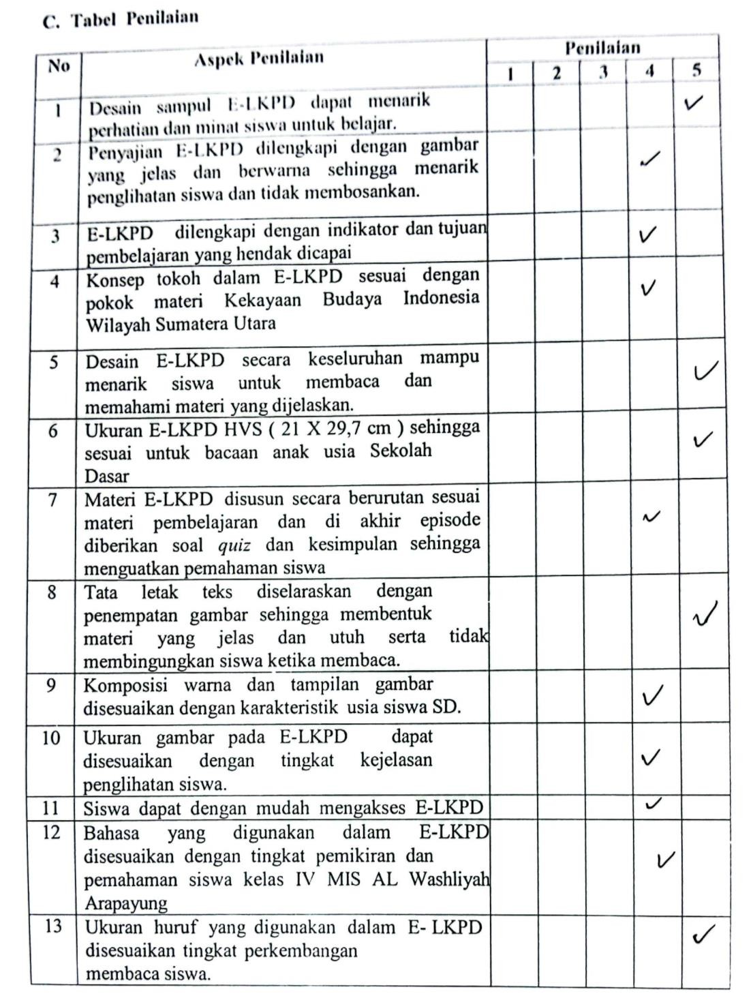 C. Tabel Penilaian
No Aspek Penilaian Penilaian
1 2 3 4 5
1 Desain sampul E-LKPD dapat menarik ✓
perhatian dan minat siswa untuk belajar.
2 Penyajian E-LKPD dilengkapi dengan gambar
yang jelas dan berwarna sehingga menarik ✓
penglihatan siswa dan tidak membosankan.
3 E-LKPD dilengkapi dengan indikator dan tujuan ✓
pembelajaran yang hendak dicapai
4 Konsep tokoh dalam E-LKPD sesuai dengan ✓
pokok materi Kekayaan Budaya Indonesia
Wilayah Sumatera Utara
5 Desain E-LKPD secara keseluruhan mampu ✓
menarik siswa untuk membaca dan
memahami materi yang dijelaskan.
6 Ukuran E-LKPD HVS ( 21 X 29,7 cm ) sehingga ✓
sesuai untuk bacaan anak usia Sekolah
Dasar
7 Materi E-LKPD disusun secara berurutan sesuai
materi pembelajaran dan di akhir episode ✓
diberikan soal quiz dan kesimpulan sehingga
menguatkan pemahaman siswa
8 Tata letak teks diselaraskan dengan
penempatan gambar sehingga membentuk ✓
materi yang jelas dan utuh serta tidak
membingungkan siswa ketika membaca.
9 Komposisi warna dan tampilan gambar ✓
disesuaikan dengan karakteristik usia siswa SD.
10 Ukuran gambar pada E-LKPD dapat
disesuaikan dengan tingkat kejelasan ✓
penglihatan siswa.
11 Siswa dapat dengan mudah mengakses E-LKPD ✓
12 Bahasa yang digunakan dalam E-LKPD
disesuaikan dengan tingkat pemikiran dan ✓
pemahaman siswa kelas IV MIS AL Washliyah
Arapayung
13 Ukuran huruf yang digunakan dalam E- LKPD ✓
disesuaikan tingkat perkembangan
membaca siswa.